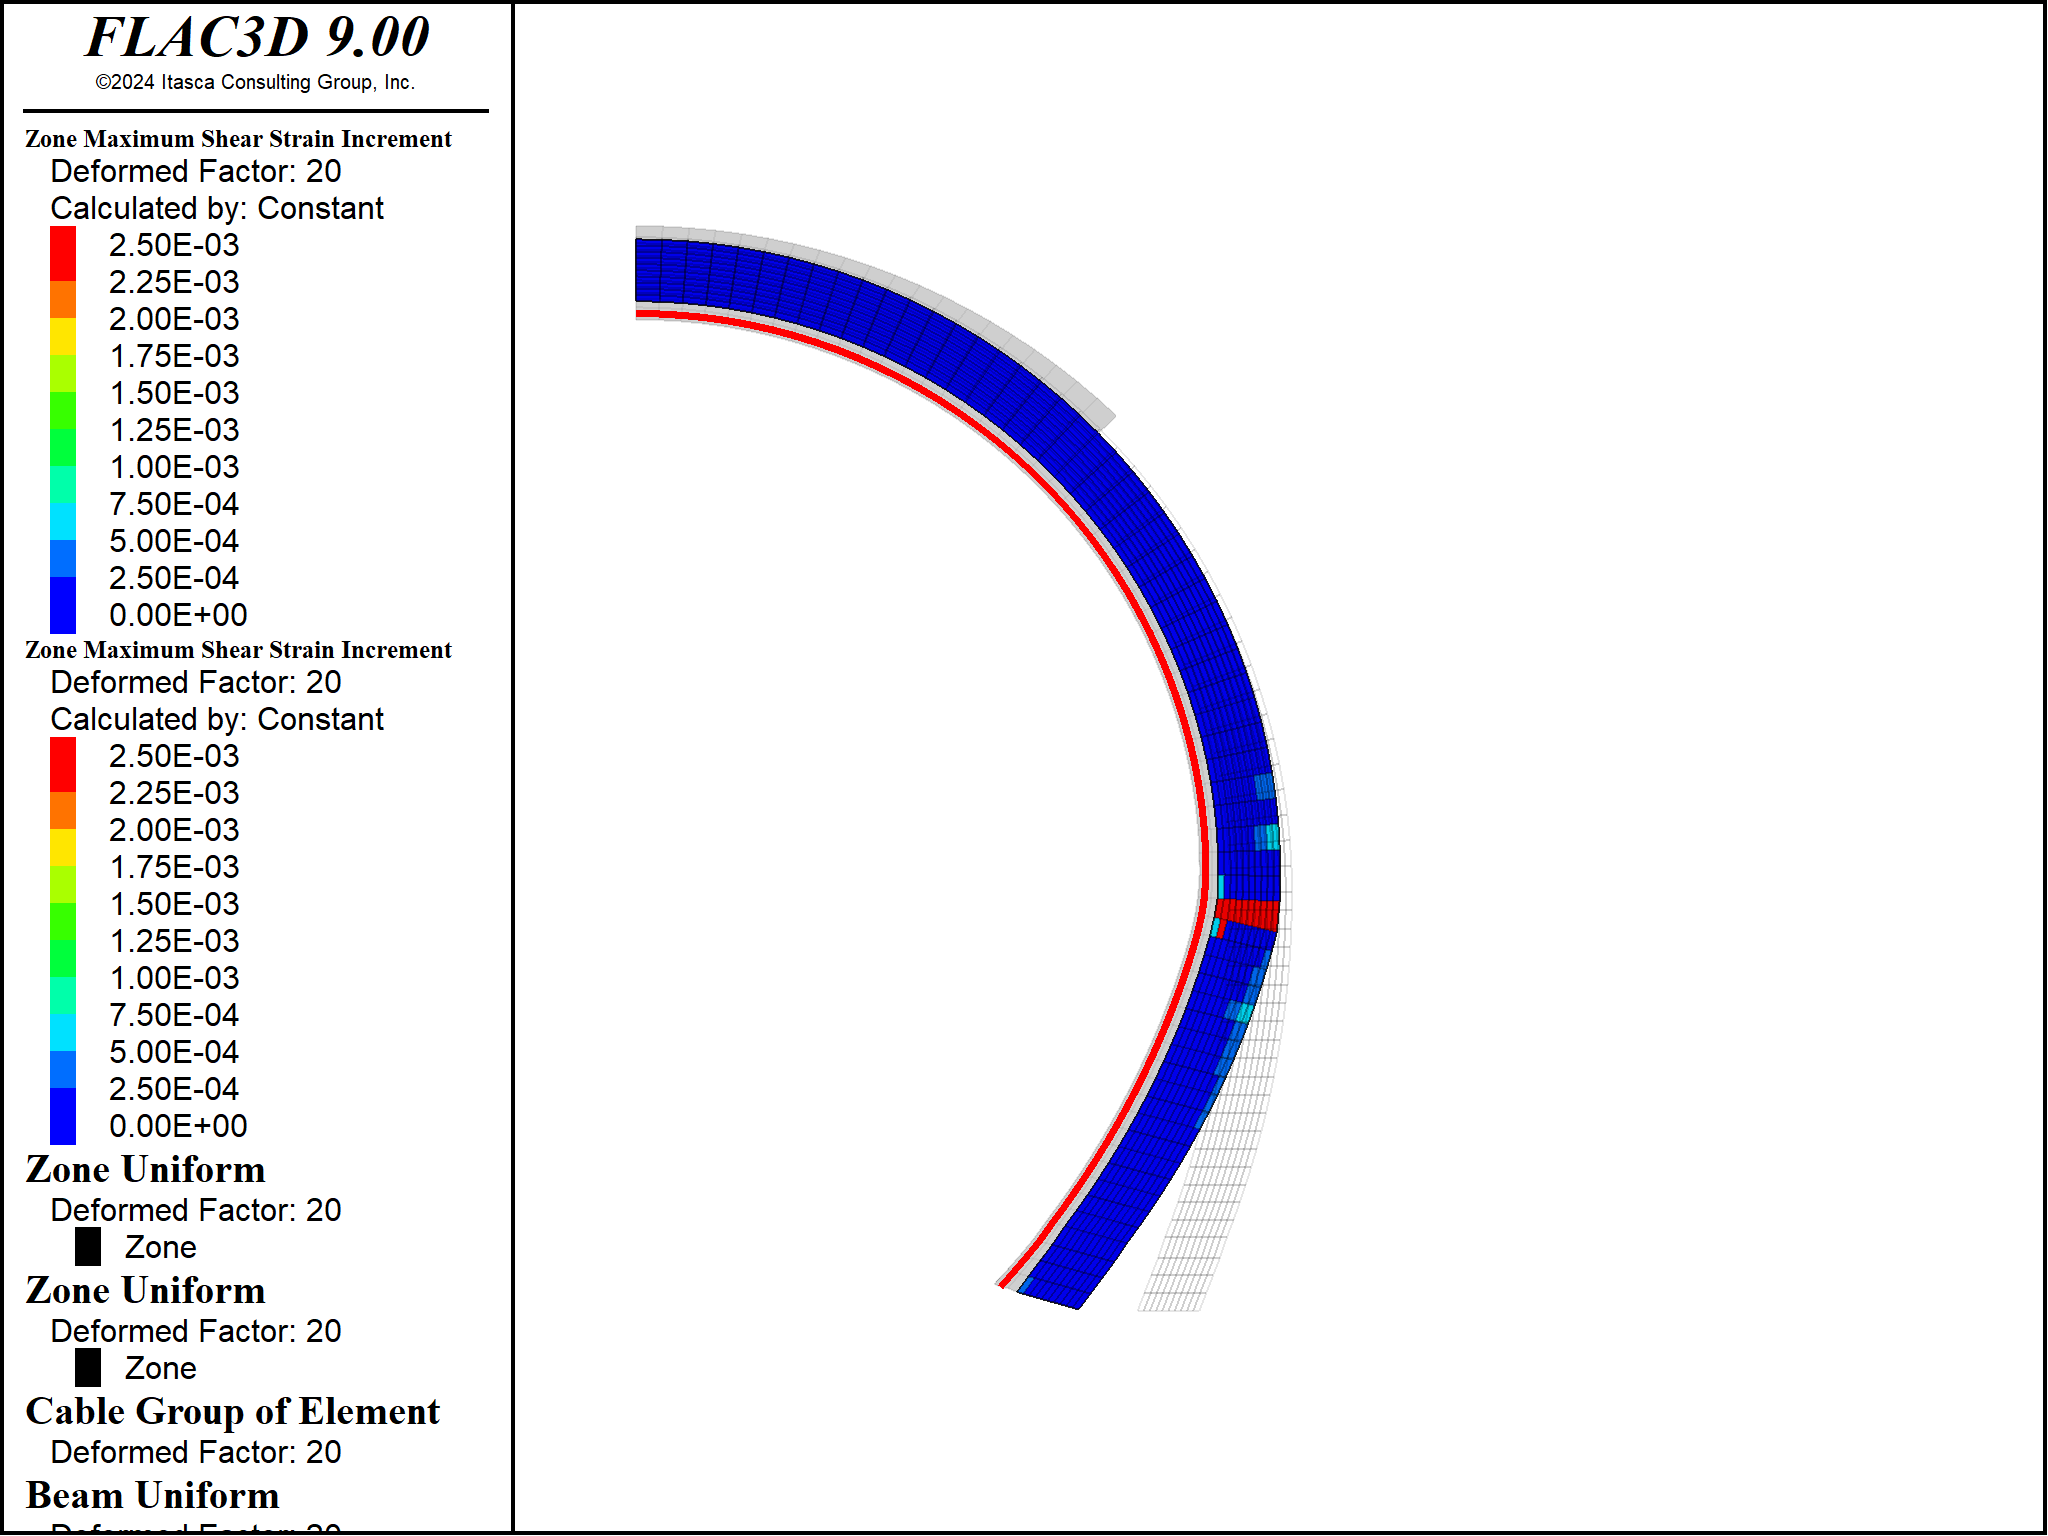 FLAC3D 9.00
©2024 Itasca Consulting Group, Inc.
Zone Maximum Shear Strain Increment
Deformed Factor: 20
Calculated by: Constant
2.50E-03
2.25E-03
2.00E-03
1.75E-03
1.50E-03
1.25E-03
1.00E-03
7.50E-04
5.00E-04
2.50E-04
0.00E+00
Zone Maximum Shear Strain Increment
Deformed Factor: 20
Calculated by: Constant
2.50E-03
2.25E-03
2.00E-03
1.75E-03
1.50E-03
1.25E-03
1.00E-03
7.50E-04
5.00E-04
2.50E-04
0.00E+00
Zone Uniform
Deformed Factor: 20
Zone
Zone Uniform
Deformed Factor: 20
Zone
Cable Group of Element
Deformed Factor: 20
Beam Uniform
Deformed Factor: 20